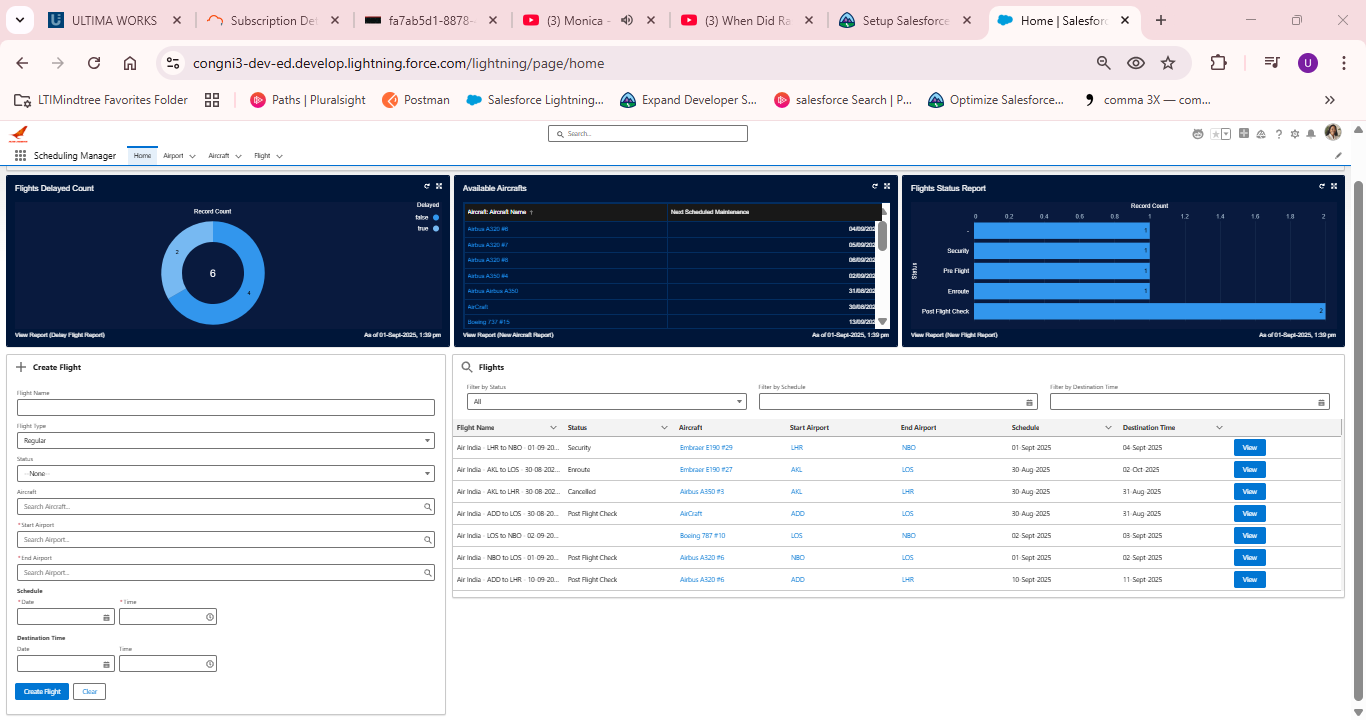 ULTIMA WORKS
Subscription Det
fa7ab5d1-8878-
(3) Monica -
(3) When Did Ra
Setup Salesforce
Home | Salesforc
congni3-dev-ed.develop.lightning.force.com/lightning/page/home
U
LTIMindtree Favorites Folder
Paths | Pluralsight
Postman
Salesforce Lightning...
Expand Developer S...
salesforce Search | P...
Optimize Salesforce...
comma 3X — com...
Search...
Scheduling Manager
Home
Airport
Aircraft
Flight
Flights Delayed Count
Record Count
Delayed
false
true
2
6
4
View Report (Delay Flight Report)
As of 01-Sept-2025, 1:39 pm
Available Aircrafts
Aircraft: Aircraft Name ↑ Next Scheduled Maintenance
Airbus A320 #6 04/09/202
Airbus A320 #7 05/09/202
Airbus A320 #8 06/09/202
Airbus A350 #4 02/09/202
Airbus Airbus A350 31/08/202
AirCraft 30/08/202
Boeing 737 #15 13/09/202
View Report (New Aircraft Report)
As of 01-Sept-2025, 1:39 pm
Flights Status Report
Record Count
0 0.2 0.4 0.6 0.8 1 1.2 1.4 1.6 1.8 2
Status
- 1
Security 1
Pre Flight 1
Enroute 1
Post Flight Check 2
View Report (New Flight Report)
As of 01-Sept-2025, 1:39 pm
Create Flight
Flight Name
Flight Type
Regular
Status
--None--
Aircraft
Search Aircraft...
*Start Airport
Search Airport...
*End Airport
Search Airport...
Schedule
*Date *Time
Destination Time
Date Time
Create Flight Clear
Flights
Filter by Status Filter by Schedule Filter by Destination Time
All
Flight Name Status Aircraft Start Airport End Airport Schedule Destination Time
Air India - LHR to NBO - 01-09-20... Security Embraer E190 #29 LHR NBO 01-Sept-2025 04-Sept-2025 View
Air India - AKL to LOS - 30-08-202... Enroute Embraer E190 #27 AKL LOS 30-Aug-2025 02-Oct-2025 View
Air India - AKL to LHR - 30-08-202... Cancelled Airbus A350 #3 AKL LHR 30-Aug-2025 31-Aug-2025 View
Air India - ADD to LOS - 30-08-202... Post Flight Check AirCraft ADD LOS 30-Aug-2025 31-Aug-2025 View
Air India - LOS to NBO - 02-09-20... Boeing 787 #10 LOS NBO 02-Sept-2025 03-Sept-2025 View
Air India - NBO to LOS - 01-09-20... Post Flight Check Airbus A320 #6 NBO LOS 01-Sept-2025 02-Sept-2025 View
Air India - ADD to LHR - 10-09-20... Post Flight Check Airbus A320 #6 ADD LHR 10-Sept-2025 11-Sept-2025 View